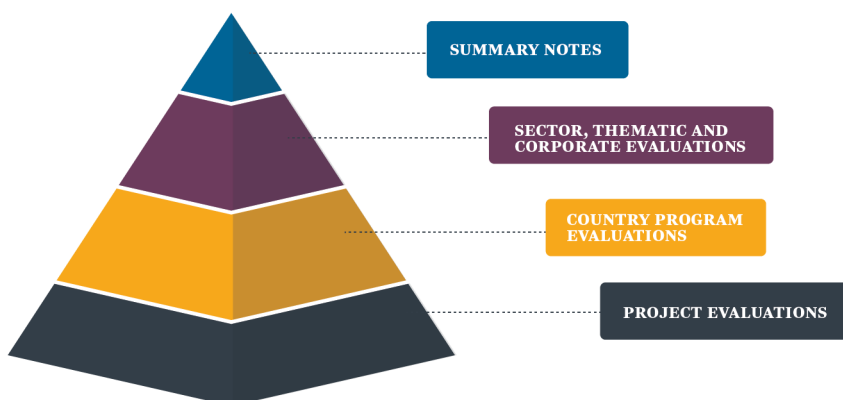 SUMMARY NOTES
SECTOR, THEMATIC AND
CORPORATE EVALUATIONS
COUNTRY PROGRAM
EVALUATIONS
PROJECT EVALUATIONS